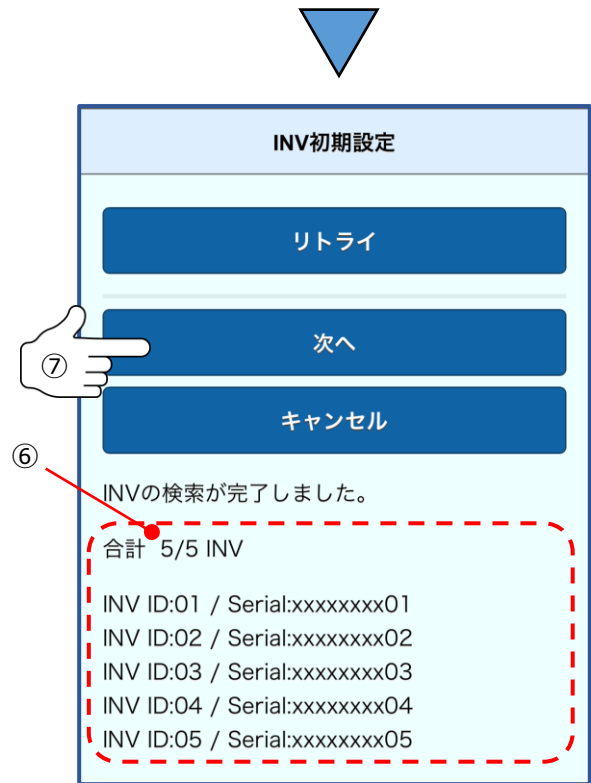 INV初期設定
リトライ
次へ
⑦
キャンセル
⑥
INVの検索が完了しました。
合計 5/5 INV
INV ID:01 / Serial:xxxxxxxx01
INV ID:02 / Serial:xxxxxxxx02
INV ID:03 / Serial:xxxxxxxx03
INV ID:04 / Serial:xxxxxxxx04
INV ID:05 / Serial:xxxxxxxx05